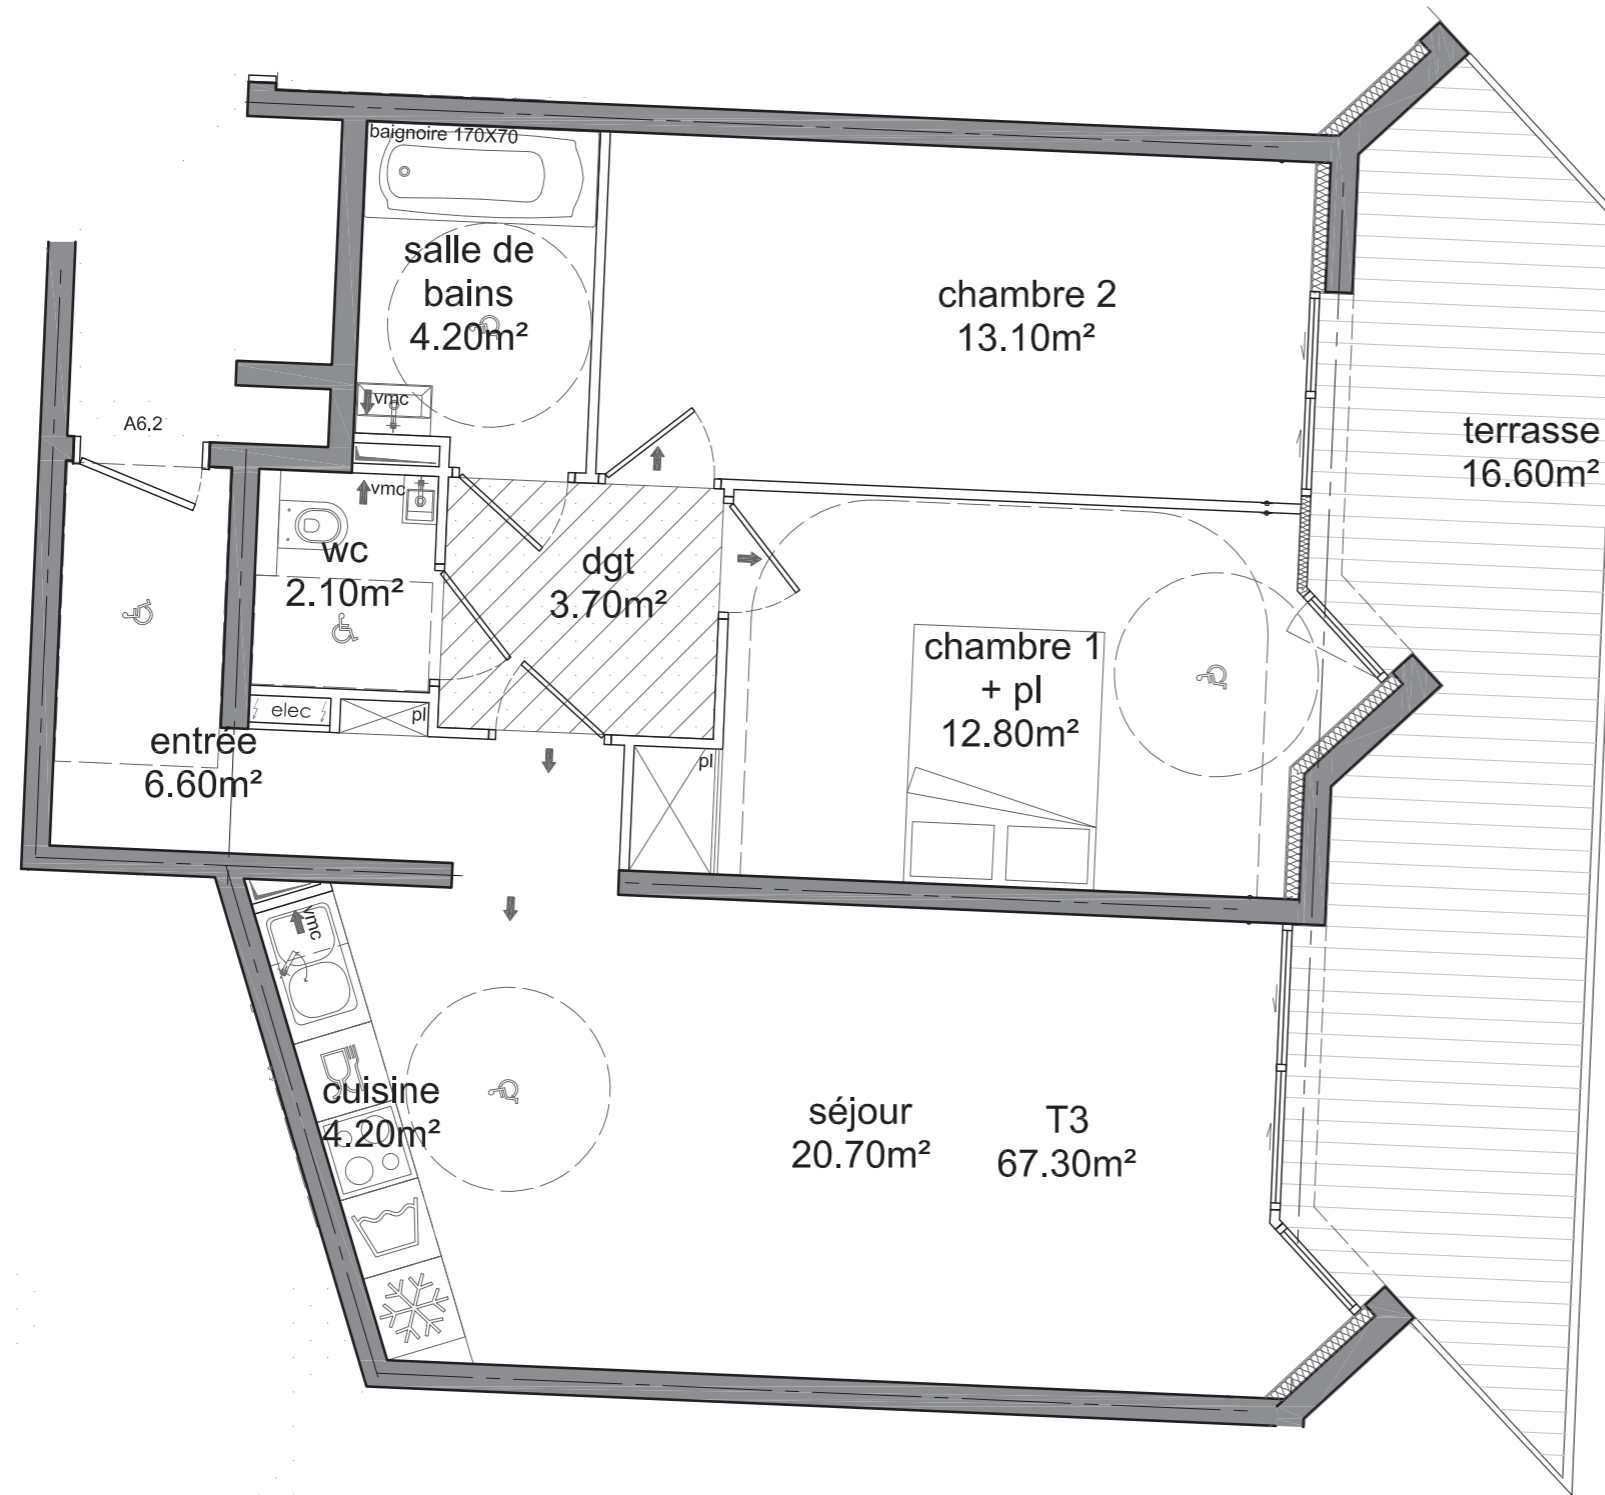 baignoire 170X70
salle de
bains
4.20m²
chambre 2
13.10m²
vmc
A6.2
terrasse
16.60m²
vmc
wc
2.10m²
dgt
3.70m²
chambre 1
+ pl
12.80m²
elec
pl
entrée
6.60m²
pl
vmc
cuisine
4.20m²
séjour
20.70m²
T3
67.30m²